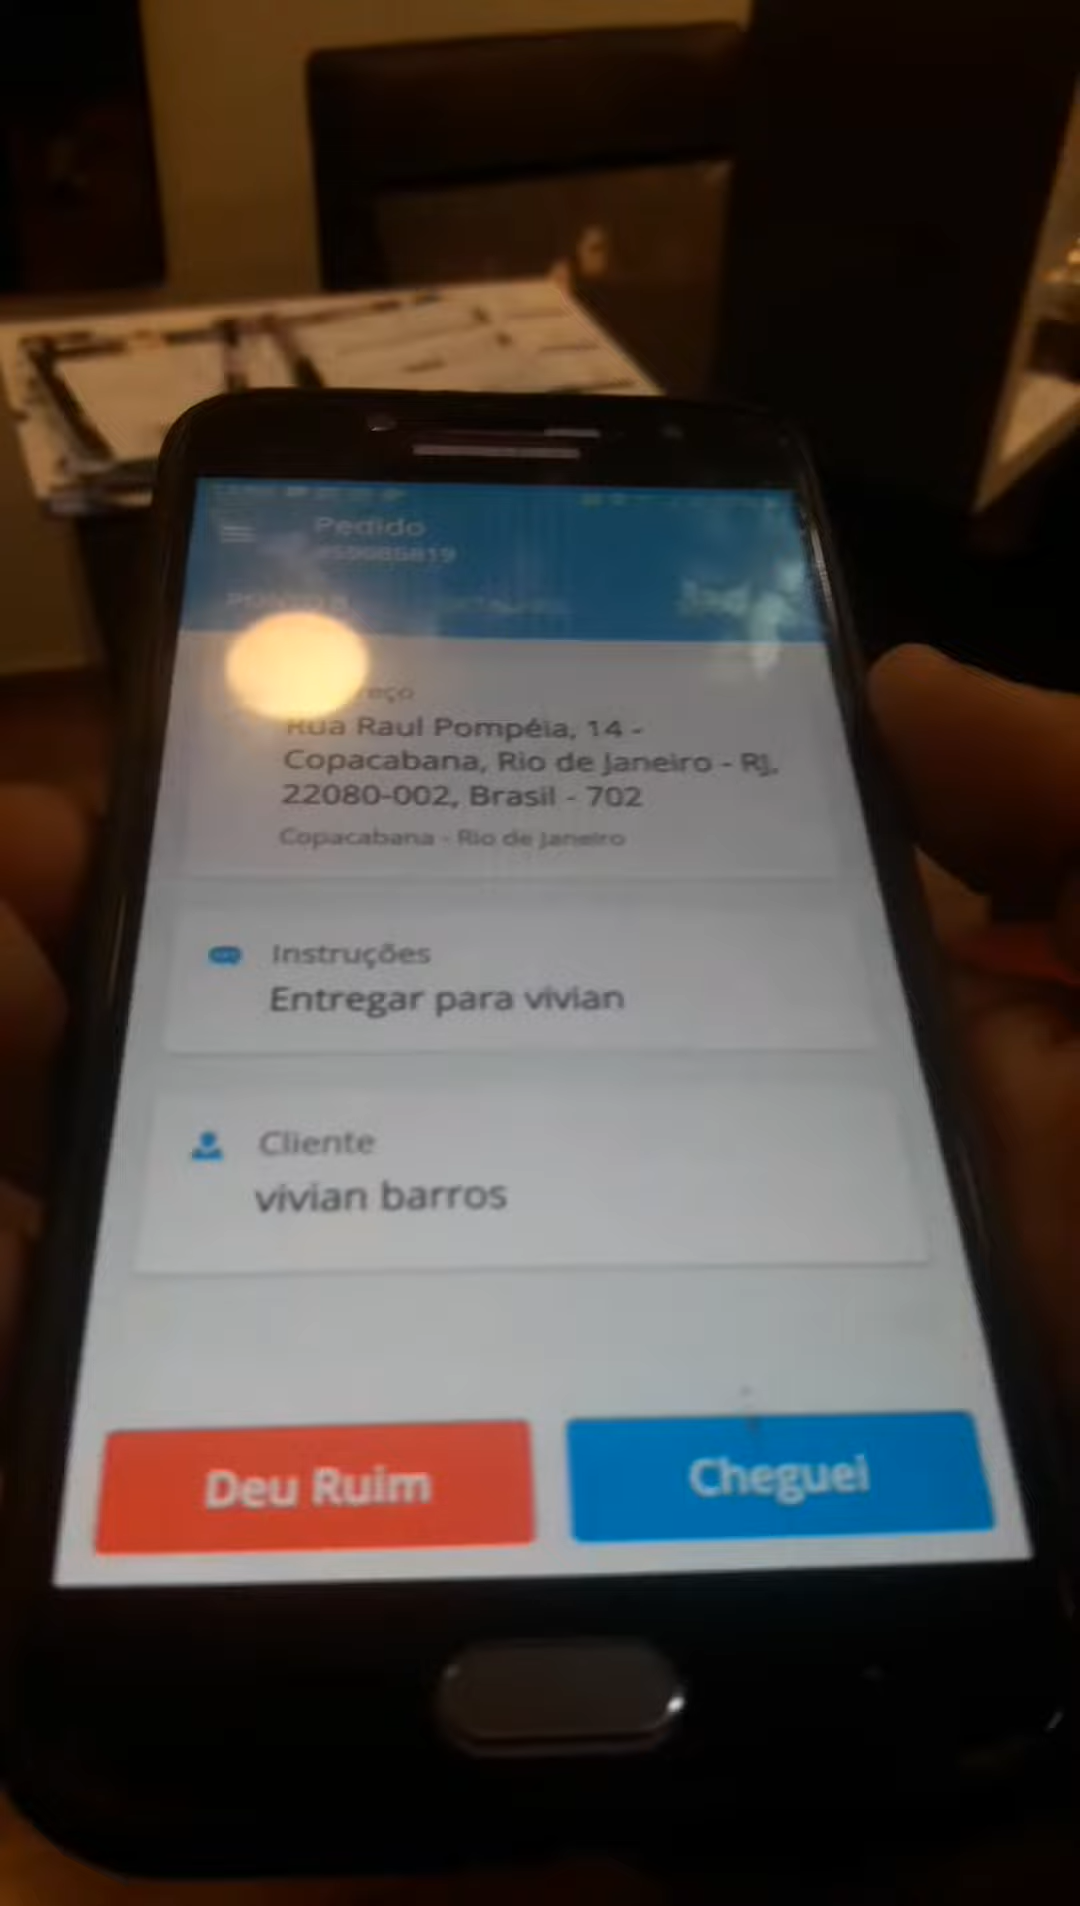 Pedido
Rua Raul Pompéia, 14 -
Copacabana, Rio de Janeiro - RJ,
22080-002, Brasil - 702
Copacabana - Rio de Janeiro
Instruções
Entregar para vivian
Cliente
vivian barros
Deu Ruim
Cheguei